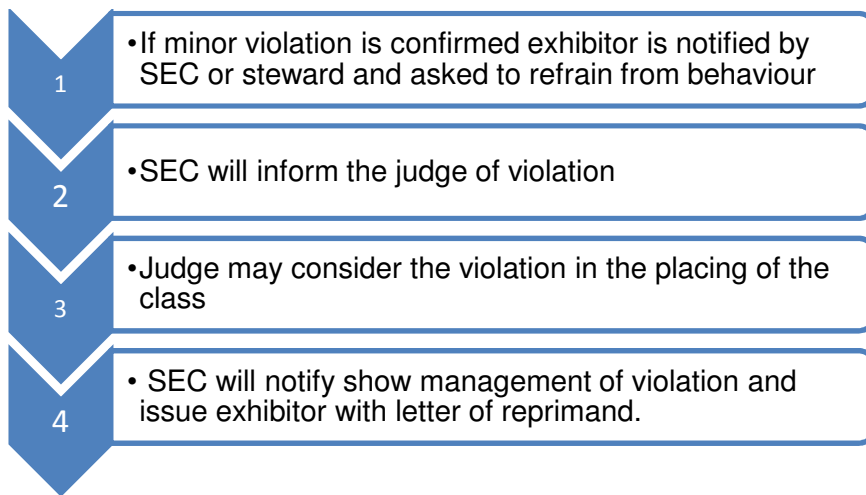 1
•If minor violation is confirmed exhibitor is notified by
SEC or steward and asked to refrain from behaviour
2
•SEC will inform the judge of violation
3
•Judge may consider the violation in the placing of the
class
4
• SEC will notify show management of violation and
issue exhibitor with letter of reprimand.